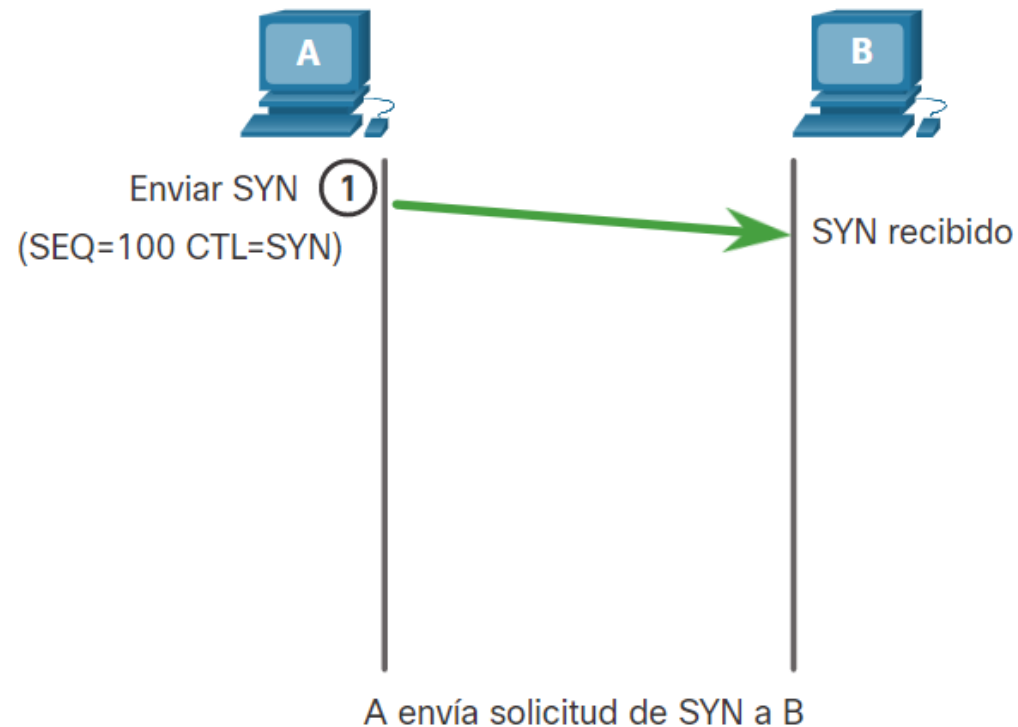 A
B
Enviar SYN 1
(SEQ=100 CTL=SYN)
SYN recibido
A envía solicitud de SYN a B